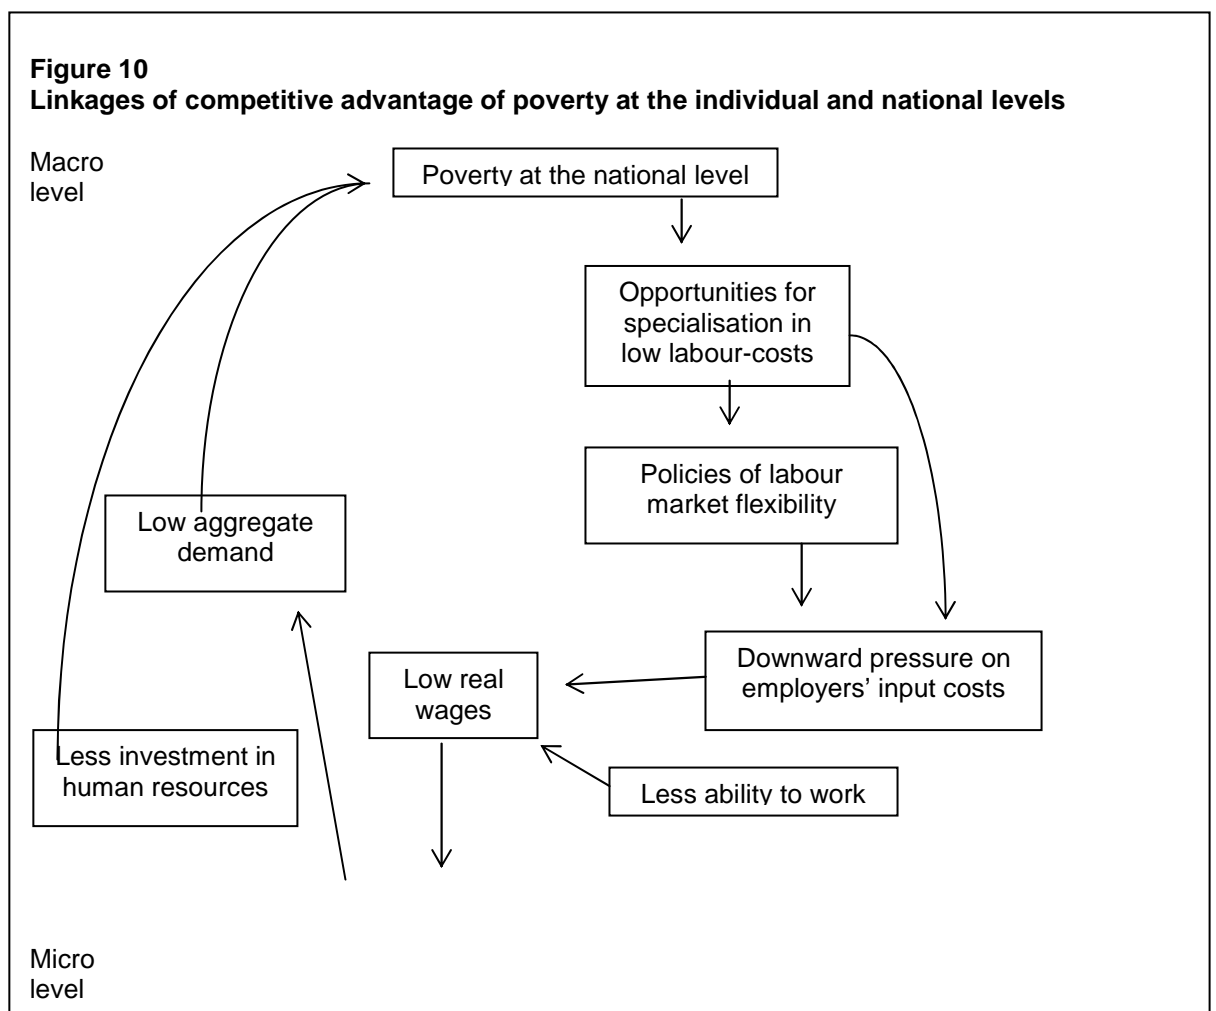 Figure 10
Linkages of competitive advantage of poverty at the individual and national levels
Macro
level
Poverty at the national level
Opportunities for
specialisation in
low labour-costs
Policies of labour
market flexibility
Low aggregate
demand
Downward pressure on
employers’ input costs
Low real
wages
Less investment in
human resources
Less ability to work
Micro
level